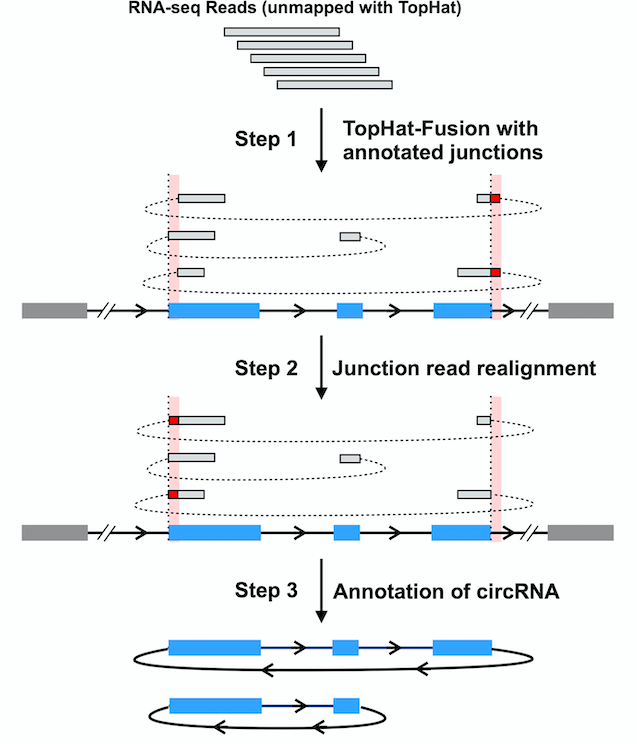 RNA-seq Reads (unmapped with TopHat)
Step 1
TopHat-Fusion with
annotated junctions
Step 2
Junction read realignment
Step 3
Annotation of circRNA